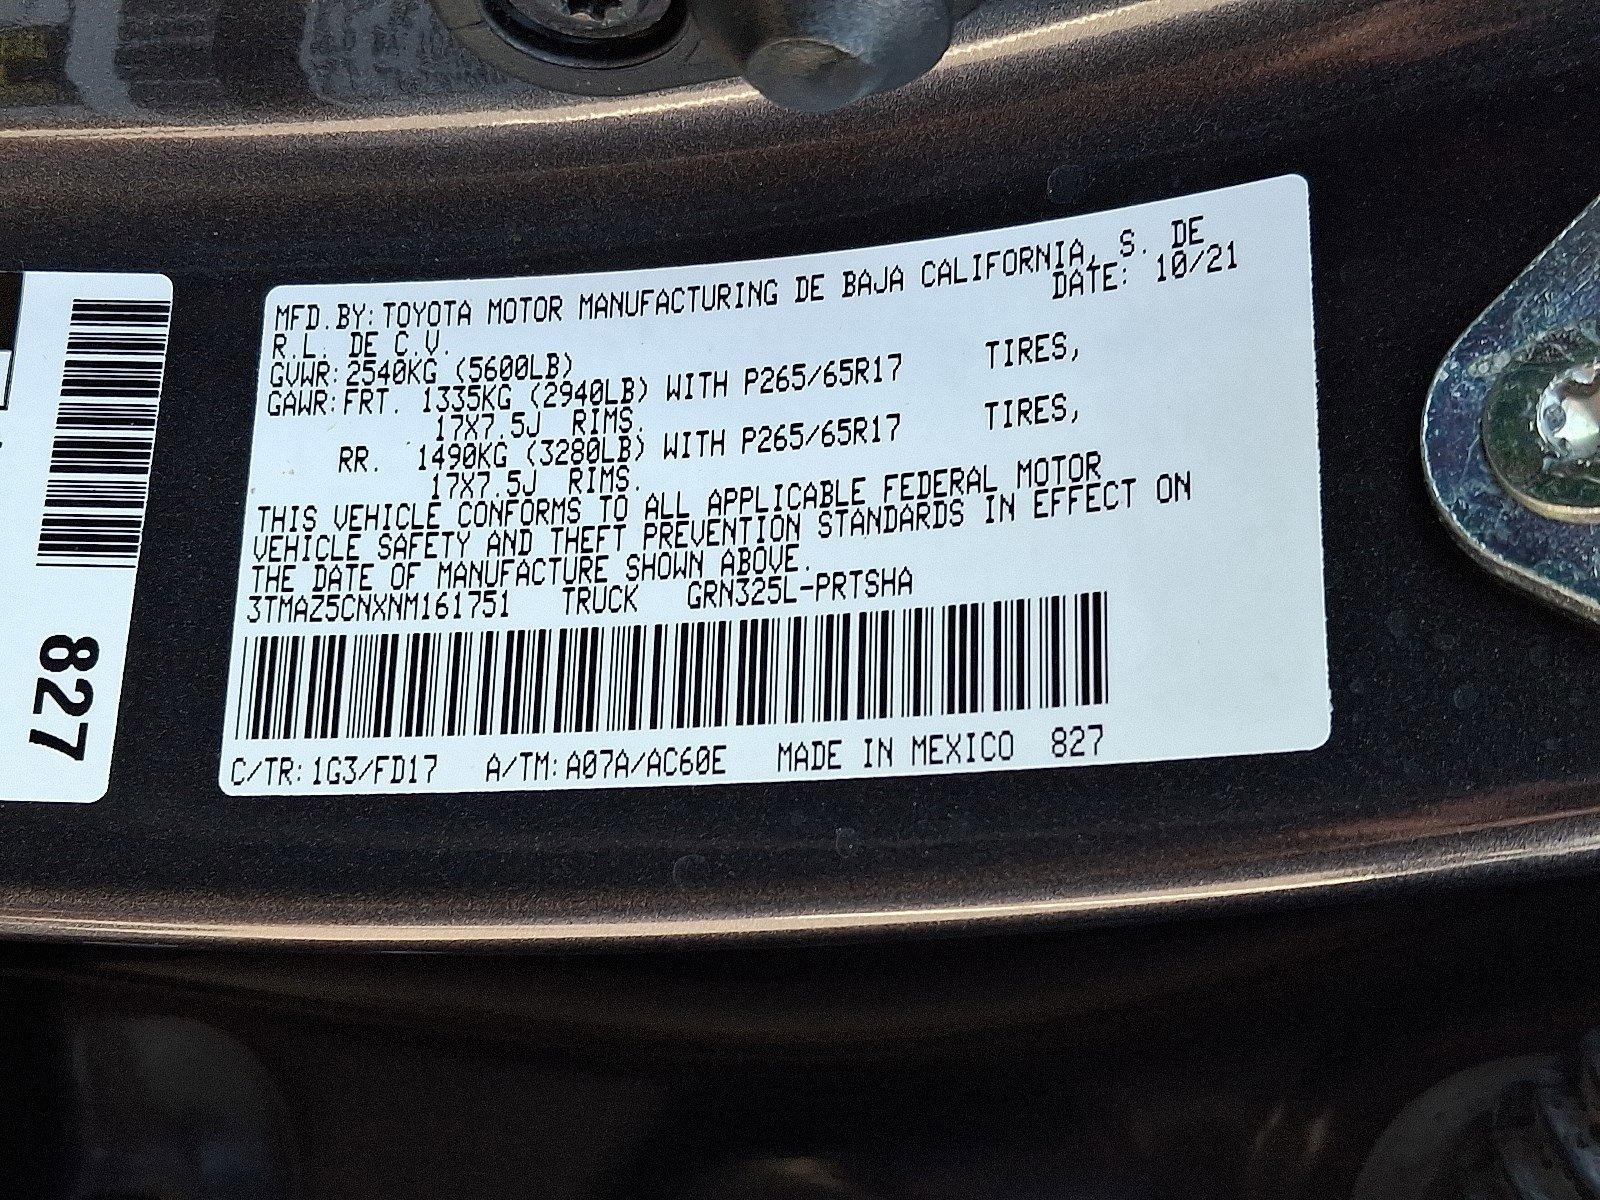 MFD.BY:TOYOTA MOTOR MANUFACTURING DE BAJA CALIFORNIA, S. DE
R.L. DE C.V. DATE: 10/21
GVWR:2540KG (5600LB)
GAWR:FRT. 1335KG (2940LB) WITH P265/65R17 TIRES,
17X7.5J RIMS.
RR. 1490KG (3280LB) WITH P265/65R17 TIRES,
17X7.5J RIMS.
THIS VEHICLE CONFORMS TO ALL APPLICABLE FEDERAL MOTOR
VEHICLE SAFETY AND THEFT PREVENTION STANDARDS IN EFFECT ON
THE DATE OF MANUFACTURE SHOWN ABOVE.
3TMAZ5CNXNM161751 TRUCK GRN325L-PRTSHA
C/TR:1G3/FD17 A/TM:A07A/AC60E MADE IN MEXICO 827
827